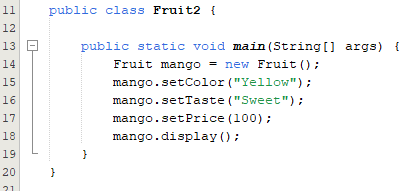 11 public class Fruit2 {
12
13 public static void main(String[] args) {
14 Fruit mango = new Fruit();
15 mango.setColor("Yellow");
16 mango.setTaste("Sweet");
17 mango.setPrice(100);
18 mango.display();
19 }
20 }
21